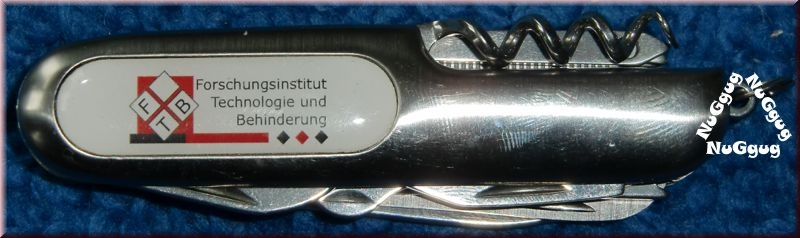 F
T
B
Forschungsinstitut
Technologie und
Behinderung
NuGgug
NuGgug
NuGgug